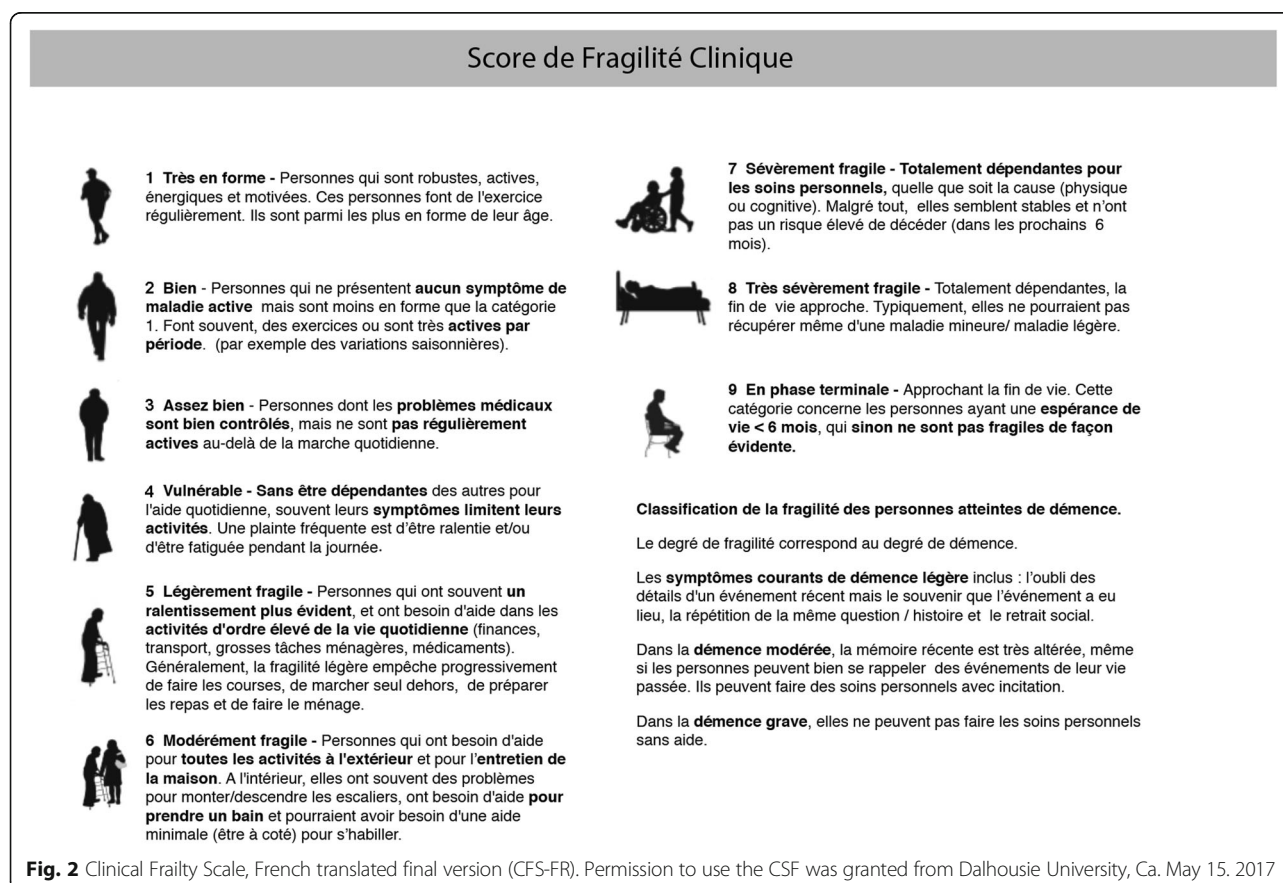 Score de Fragilité Clinique
1 Très en forme - Personnes qui sont robustes, actives,
énergiques et motivées. Ces personnes font de l'exercice
régulièrement. Ils sont parmi les plus en forme de leur âge.
2 Bien - Personnes qui ne présentent aucun symptôme de
maladie active mais sont moins en forme que la catégorie
1. Font souvent, des exercices ou sont très actives par
période. (par exemple des variations saisonnières).
3 Assez bien - Personnes dont les problèmes médicaux
sont bien contrôlés, mais ne sont pas régulièrement
actives au-delà de la marche quotidienne.
4 Vulnérable - Sans être dépendantes des autres pour
l'aide quotidienne, souvent leurs symptômes limitent leurs
activités. Une plainte fréquente est d'être ralentie et/ou
d'être fatiguée pendant la journée.
5 Légèrement fragile - Personnes qui ont souvent un
ralentissement plus évident, et ont besoin d'aide dans les
activités d'ordre élevé de la vie quotidienne (finances,
transport, grosses tâches ménagères, médicaments).
Généralement, la fragilité légère empêche progressivement
de faire les courses, de marcher seul dehors, de préparer
les repas et de faire le ménage.
6 Modérément fragile - Personnes qui ont besoin d'aide
pour toutes les activités à l'extérieur et pour l'entretien de
la maison. A l'intérieur, elles ont souvent des problèmes
pour monter/descendre les escaliers, ont besoin d'aide pour
prendre un bain et pourraient avoir besoin d'une aide
minimale (être à coté) pour s'habiller.
7 Sévèrement fragile - Totalement dépendantes pour
les soins personnels, quelle que soit la cause (physique
ou cognitive). Malgré tout, elles semblent stables et n'ont
pas un risque élevé de décéder (dans les prochains 6
mois).
8 Très sévèrement fragile - Totalement dépendantes, la
fin de vie approche. Typiquement, elles ne pourraient pas
récupérer même d'une maladie mineure/ maladie légère.
9 En phase terminale - Approchant la fin de vie. Cette
catégorie concerne les personnes ayant une espérance de
vie < 6 mois, qui sinon ne sont pas fragiles de façon
évidente.
Classification de la fragilité des personnes atteintes de démence.
Le degré de fragilité correspond au degré de démence.
Les symptômes courants de démence légère inclus : l'oubli des
détails d'un événement récent mais le souvenir que l'événement a eu
lieu, la répétition de la même question / histoire et le retrait social.
Dans la démence modérée, la mémoire récente est très altérée, même
si les personnes peuvent bien se rappeler des événements de leur vie
passée. Ils peuvent faire des soins personnels avec incitation.
Dans la démence grave, elles ne peuvent pas faire les soins personnels
sans aide.
Fig. 2 Clinical Frailty Scale, French translated final version (CFS-FR). Permission to use the CSF was granted from Dalhousie University, Ca. May 15. 2017